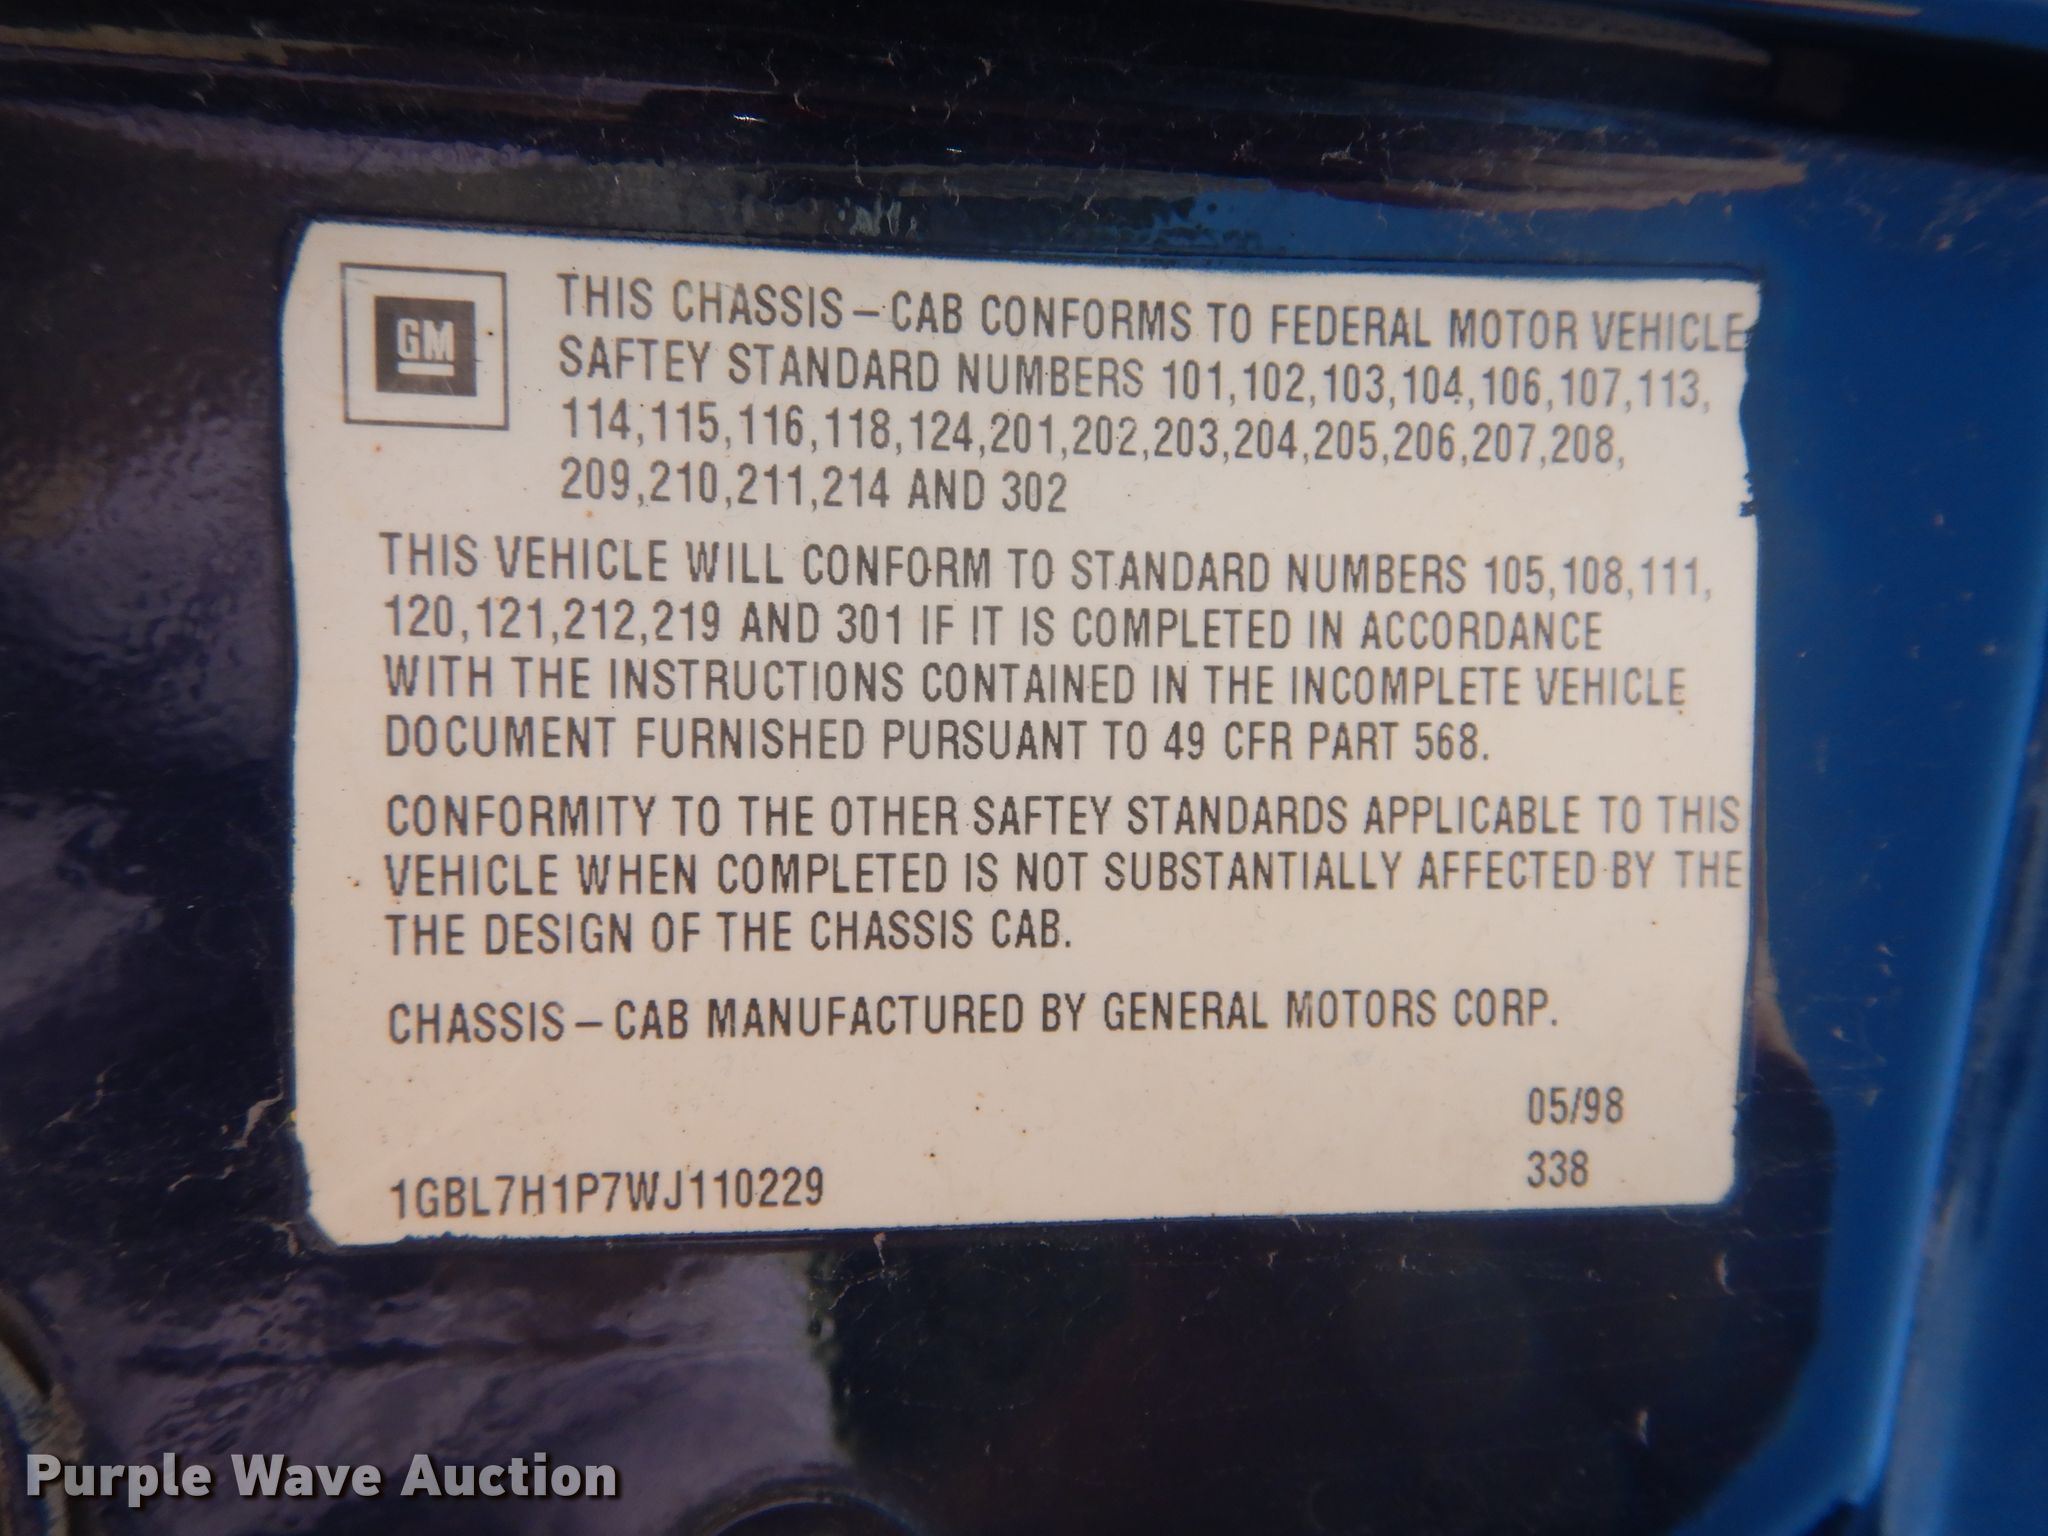 GM
THIS CHASSIS-CAB CONFORMS TO FEDERAL MOTOR VEHICLE
SAFTEY STANDARD NUMBERS 101,102,103,104,106,107,113,
114,115,116,118,124,201,202,203,204,205,206,207,208,
209,210,211,214 AND 302
THIS VEHICLE WILL CONFORM TO STANDARD NUMBERS 105,108,111,
120,121,212,219 AND 301 IF IT IS COMPLETED IN ACCORDANCE
WITH THE INSTRUCTIONS CONTAINED IN THE INCOMPLETE VEHICLE
DOCUMENT FURNISHED PURSUANT TO 49 CFR PART 568.
CONFORMITY TO THE OTHER SAFTEY STANDARDS APPLICABLE TO THIS
VEHICLE WHEN COMPLETED IS NOT SUBSTANTIALLY AFFECTED BY THE
THE DESIGN OF THE CHASSIS CAB.
CHASSIS-CAB MANUFACTURED BY GENERAL MOTORS CORP.
05/98
338
1GBL7H1P7WJ110229
Purple Wave Auction